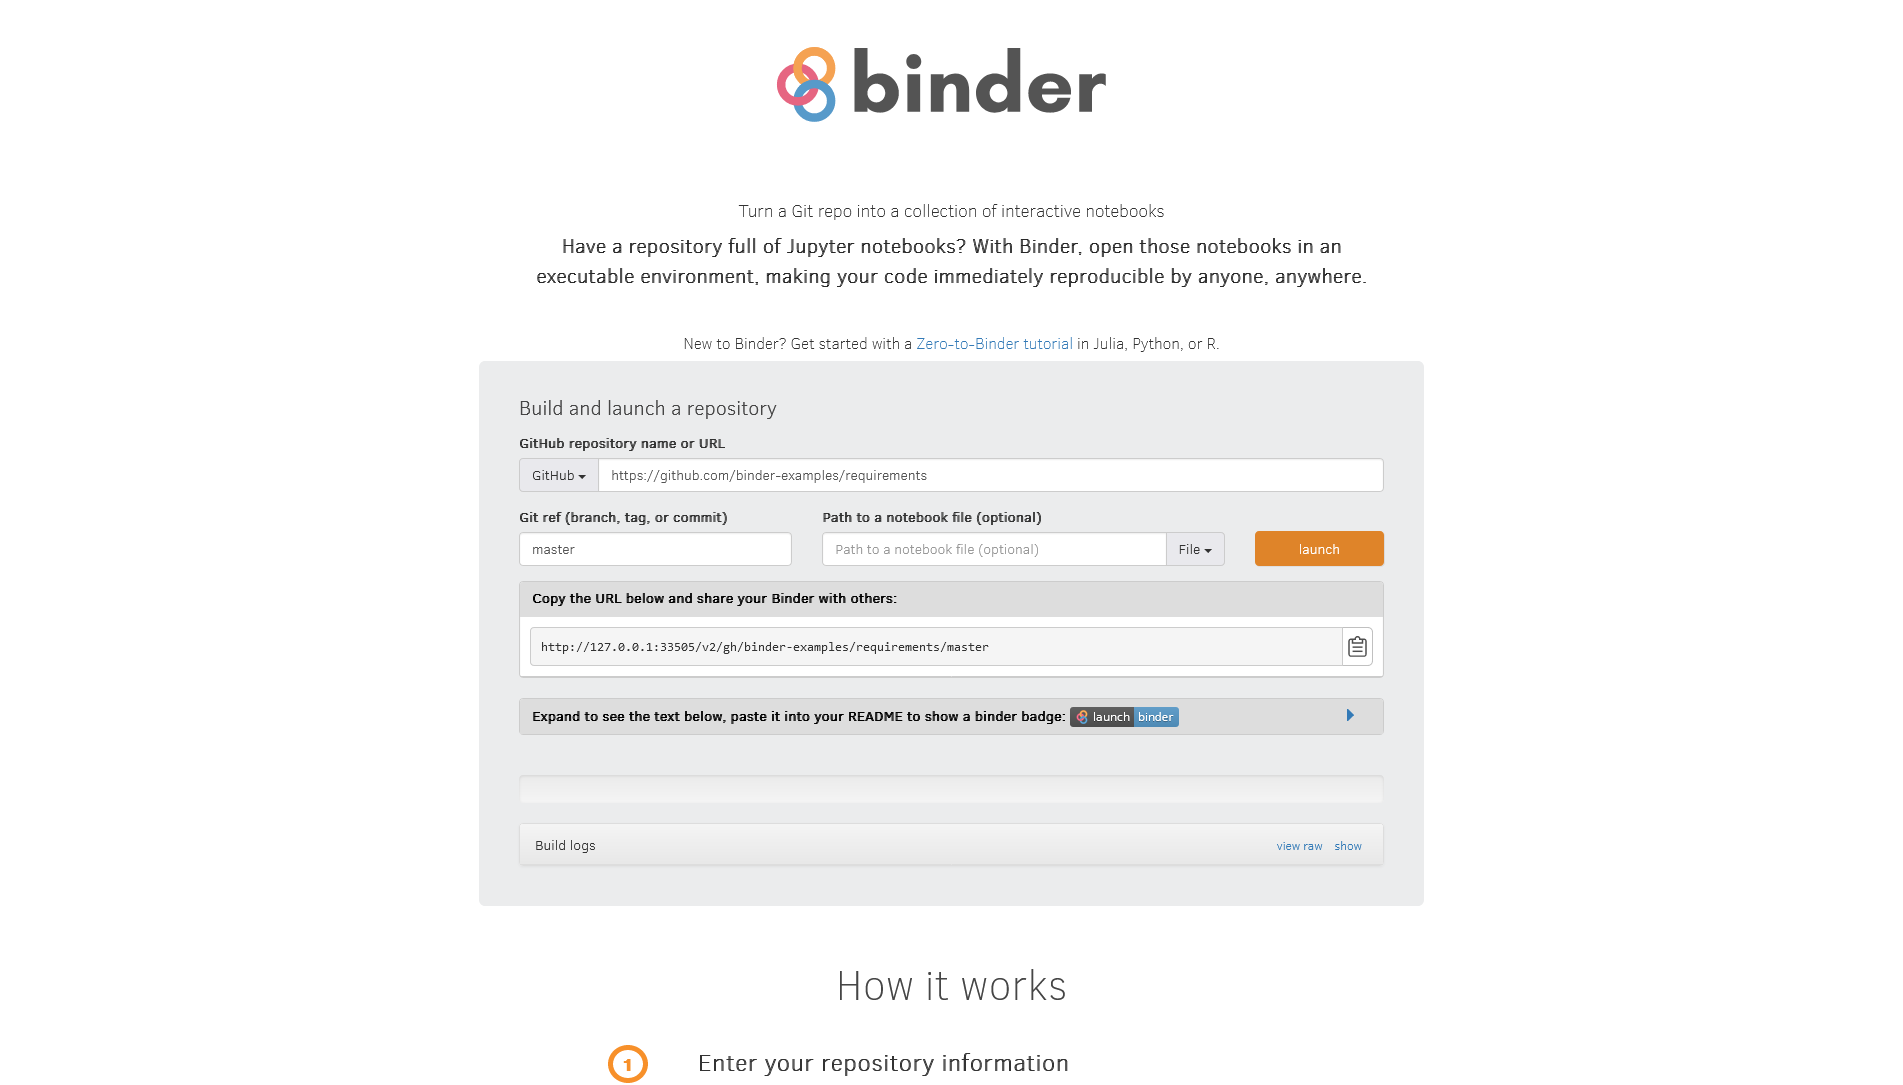 binder
Turn a Git repo into a collection of interactive notebooks
Have a repository full of Jupyter notebooks? With Binder, open those notebooks in an
executable environment, making your code immediately reproducible by anyone, anywhere.
New to Binder? Get started with a Zero-to-Binder tutorial in Julia, Python, or R.
Build and launch a repository
GitHub repository name or URL
GitHub https://github.com/binder-examples/requirements
Git ref (branch, tag, or commit) Path to a notebook file (optional)
master Path to a notebook file (optional) File launch
Copy the URL below and share your Binder with others:
http://127.0.0.1:33505/v2/gh/binder-examples/requirements/master
Expand to see the text below, paste it into your README to show a binder badge: launch binder
Build logs view raw show
How it works
1 Enter your repository information